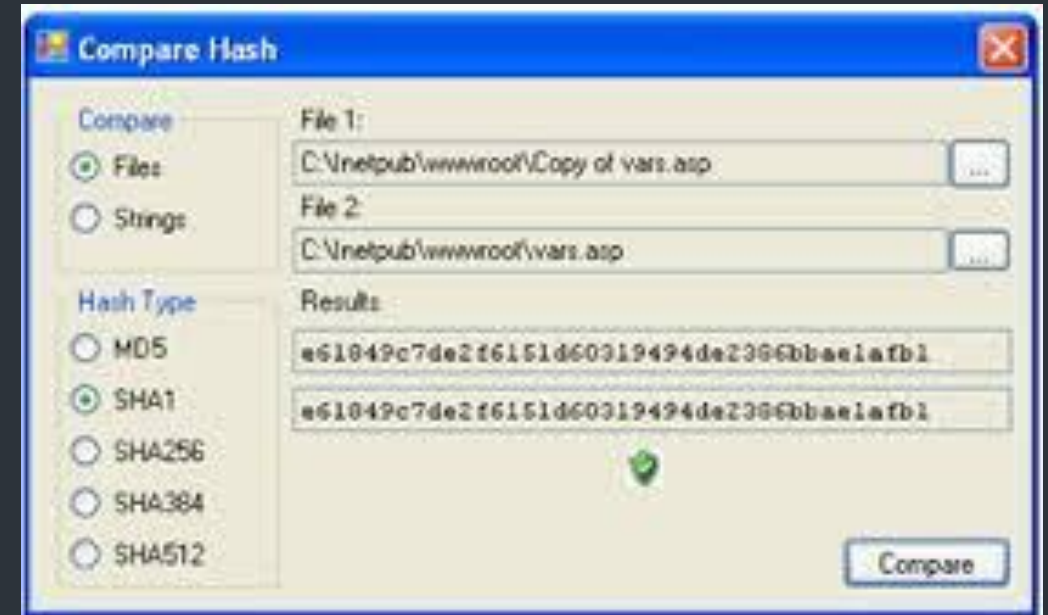 Compare Hash
Compare
Files
Strings
File 1:
C:\Inetpub\wwwroot\Copy of vars.asp
...
File 2:
C:\Inetpub\wwwroot\vars.asp
...
Hash Type
MD5
SHA1
SHA256
SHA384
SHA512
Results
e61849c7de2f6151d60319494de2386bbae1afb1
e61849c7de2f6151d60319494de2386bbae1afb1
Compare